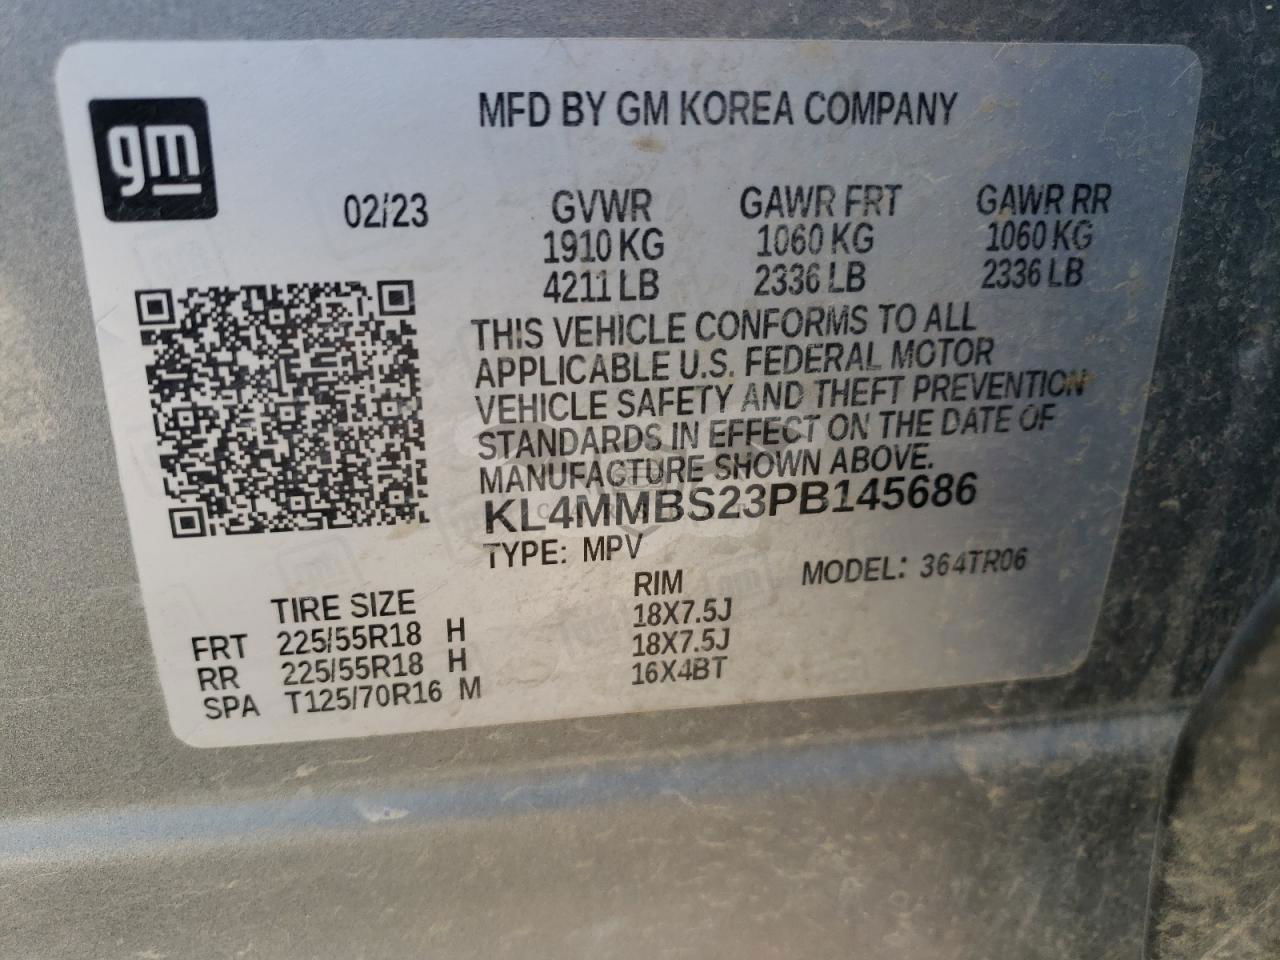 gm
MFD BY GM KOREA COMPANY
02/23
GVWR GAWR FRT GAWR RR
1910 KG 1060 KG 1060 KG
4211 LB 2336 LB 2336 LB
THIS VEHICLE CONFORMS TO ALL
APPLICABLE U.S. FEDERAL MOTOR
VEHICLE SAFETY AND THEFT PREVENTION
STANDARDS IN EFFECT ON THE DATE OF
MANUFACTURE SHOWN ABOVE.
KL4MMBS23PB145686
TYPE: MPV MODEL: 364TR06
TIRE SIZE RIM
FRT 225/55R18 H 18X7.5J
RR 225/55R18 H 18X7.5J
SPA T125/70R16 M 16X4BT